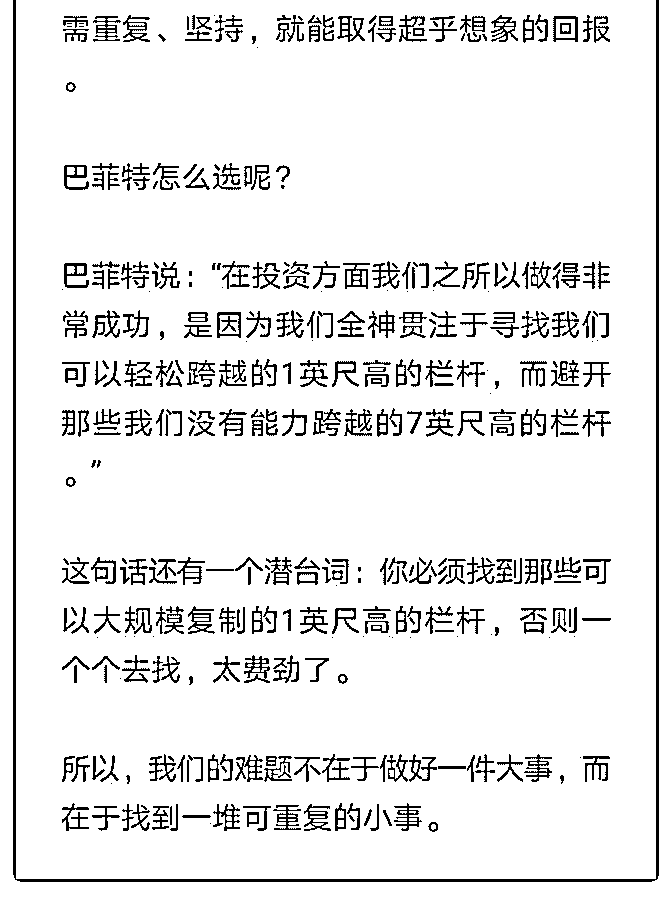 需重复、坚持，就能取得超乎想象的回报
。
巴菲特怎么选呢？
巴菲特说：“在投资方面我们之所以做得非
常成功，是因为我们全神贯注于寻找我们
可以轻松跨越的1英尺高的栏杆，而避开
那些我们没有能力跨越的7英尺高的栏杆
。”
这句话还有一个潜台词：你必须找到那些可
以大规模复制的1英尺高的栏杆，否则一
个个去找，太费劲了。
所以，我们的难题不在于做好一件大事，而
在于找到一堆可重复的小事。